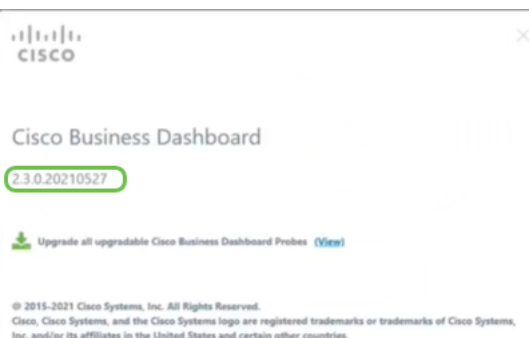 CISCO
Cisco Business Dashboard
2.3.0.20210527
Upgrade all upgradable Cisco Business Dashboard Probes (View)
© 2015-2021 Cisco Systems, Inc. All Rights Reserved.
Cisco, Cisco Systems, and the Cisco Systems logo are registered trademarks or trademarks of Cisco Systems,
Inc. and/or its affiliates in the United States and certain other countries.